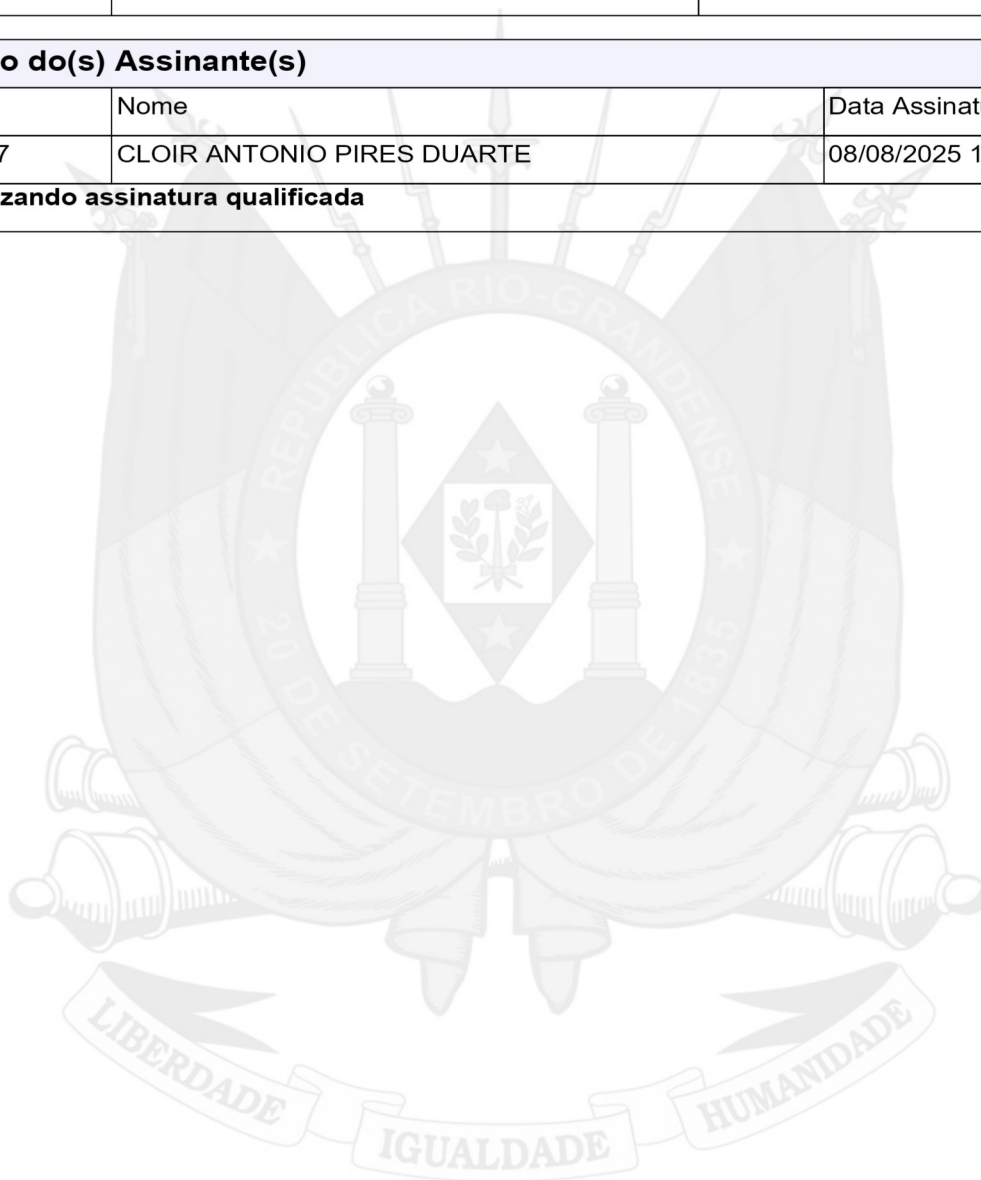 o do(s) Assinante(s)
Nome
Data Assinat
7
CLOIR ANTONIO PIRES DUARTE
08/08/2025 1
zando assinatura qualificada
REPÚBLICA RIO-GRANDENSE
20 DE SETEMBRO DE 1835
LIBERDADE
IGUALDADE
HUMANIDADE